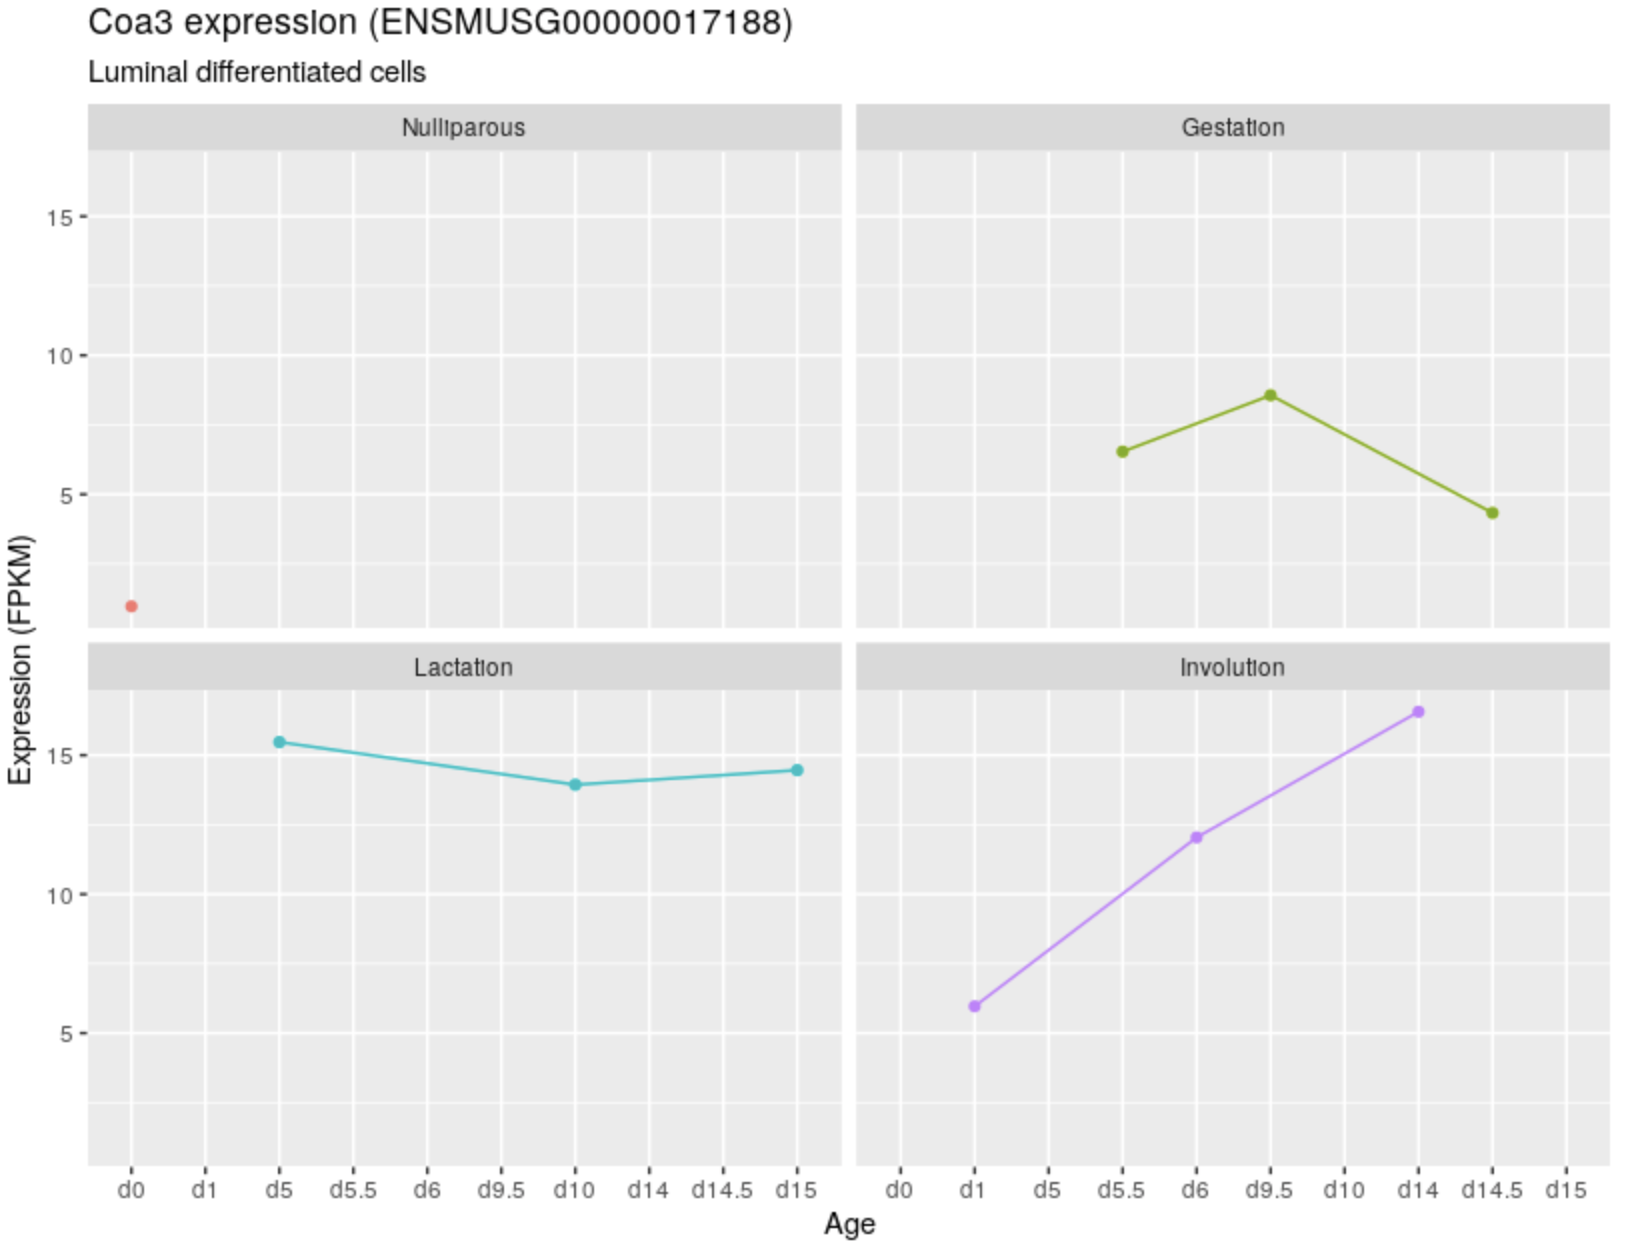 Coa3 expression (ENSMUSG00000017188)
Luminal differentiated cells
Nulliparous
Gestation
15
10
5
Lactation
Involution
15
10
5
Expression (FPKM)
d0 d1 d5 d5.5 d6 d9.5 d10 d14 d14.5 d15
d0 d1 d5 d5.5 d6 d9.5 d10 d14 d14.5 d15
Age